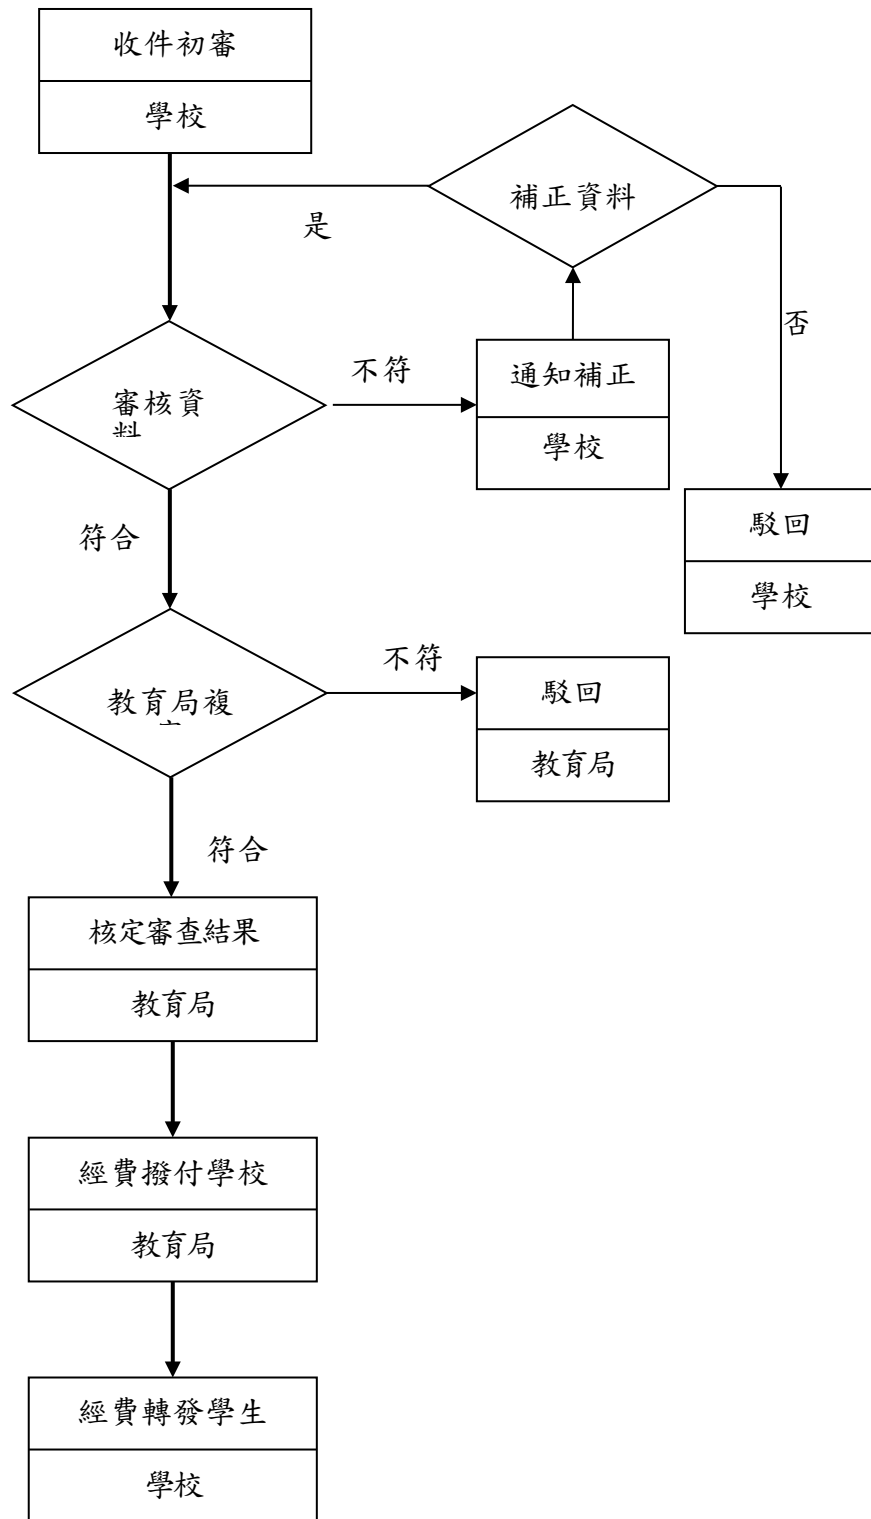 收件初審
學校
補正資料
是
否
不符
通知補正
學校
審核資
料
駁回
學校
符合
不符
教育局複
駁回
教育局
符合
核定審查結果
教育局
經費撥付學校
教育局
經費轉發學生
學校